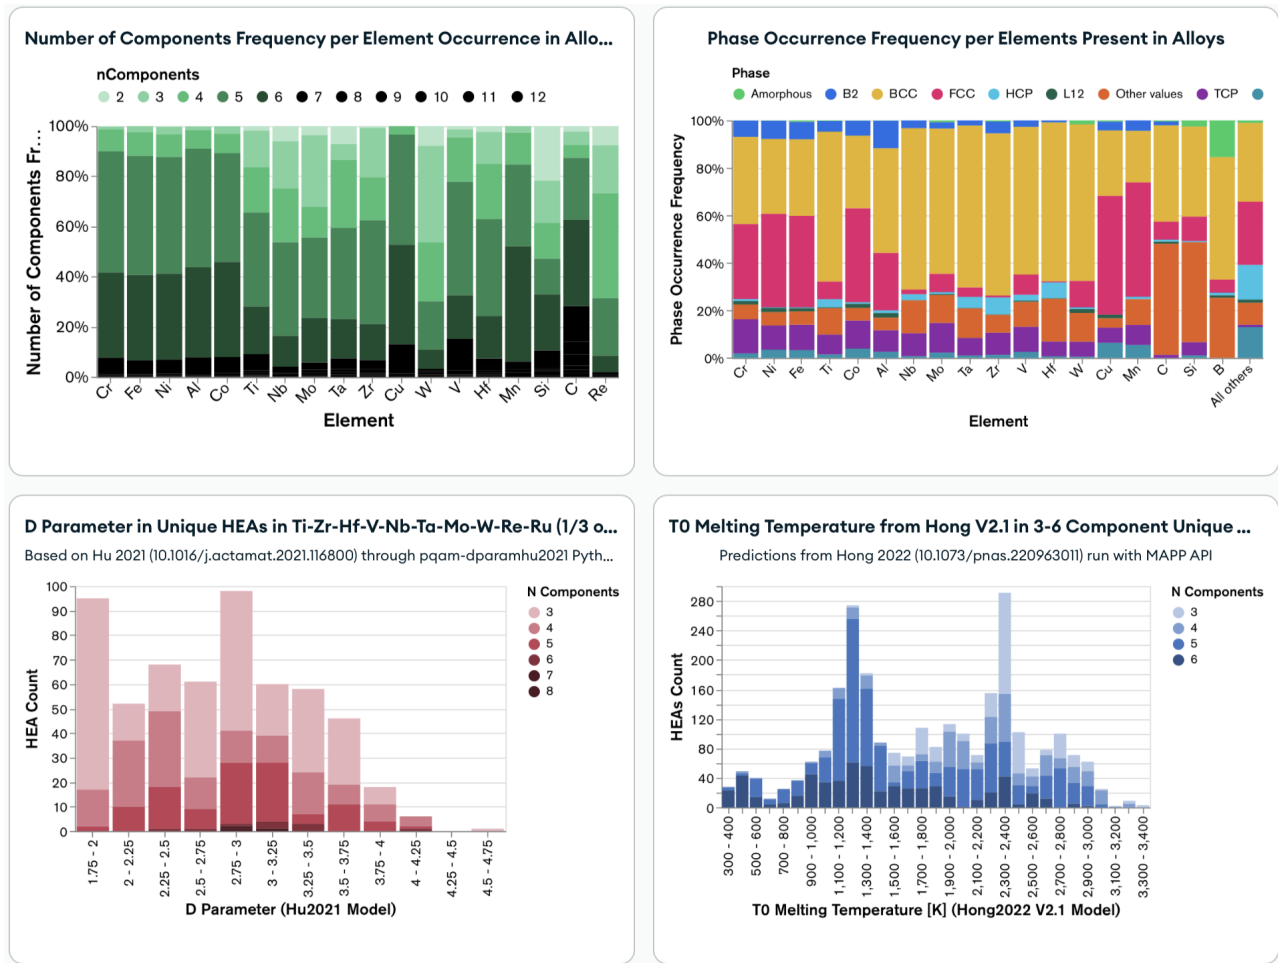 Number of Components Frequency per Element Occurrence in Allo...
nComponents
2 3 4 5 6 7 8 9 10 11 12
Number of Components Fr...
100%
80%
60%
40%
20%
0%
Cr Fe Ni Al Co Ti Nb Mo Ta Zr Cu W V Hf Mn Si C Re
Element
Phase Occurrence Frequency per Elements Present in Alloys
Phase
Amorphous B2 BCC FCC HCP L12 Other values TCP
Phase Occurrence Frequency
100%
80%
60%
40%
20%
0%
Cr Ni Fe Ti Co Al Nb Mo Ta Zr V Hf W Cu Mn C Si B All others
Element
D Parameter in Unique HEAs in Ti-Zr-Hf-V-Nb-Ta-Mo-W-Re-Ru (1/3 o...
Based on Hu 2021 (10.1016/j.actamat.2021.116800) through pqam-dparamhu2021 Pyth...
HEA Count
100
90
80
70
60
50
40
30
20
10
0
1.75 - 2
2 - 2.25
2.25 - 2.5
2.5 - 2.75
2.75 - 3
3 - 3.25
3.25 - 3.5
3.5 - 3.75
3.75 - 4
4 - 4.25
4.25 - 4.5
4.5 - 4.75
D Parameter (Hu2021 Model)
N Components
3
4
5
6
7
8
T0 Melting Temperature from Hong V2.1 in 3-6 Component Unique ...
Predictions from Hong 2022 (10.1073/pnas.220963011) run with MAPP API
HEAs Count
280
240
200
160
120
80
40
0
300 - 400
500 - 600
700 - 800
900 - 1,000
1,100 - 1,200
1,300 - 1,400
1,500 - 1,600
1,700 - 1,800
1,900 - 2,000
2,100 - 2,200
2,300 - 2,400
2,500 - 2,600
2,700 - 2,800
2,900 - 3,000
3,100 - 3,200
3,300 - 3,400
T0 Melting Temperature [K] (Hong2022 V2.1 Model)
N Components
3
4
5
6